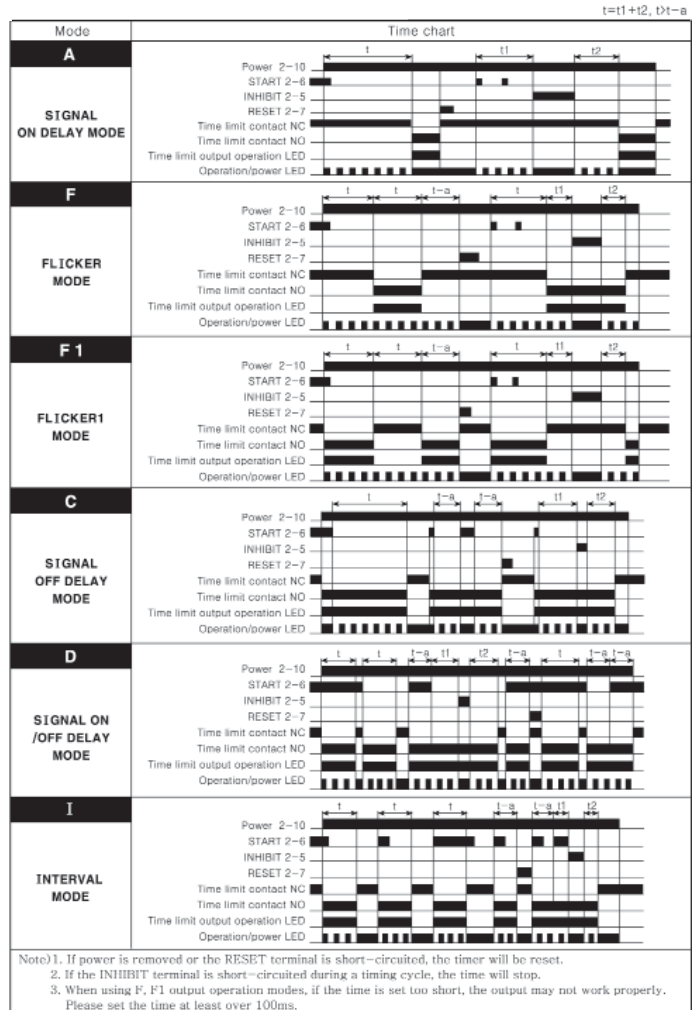 t=t1+t2, t>t-a
Mode Time chart
A
SIGNAL
ON DELAY MODE
t t1 t2
Power 2-10
START 2-6
INHIBIT 2-5
RESET 2-7
Time limit contact NC
Time limit contact NO
Time limit output operation LED
Operation/power LED
F
FLICKER
MODE
t t t-a t t1 t2
Power 2-10
START 2-6
INHIBIT 2-5
RESET 2-7
Time limit contact NC
Time limit contact NO
Time limit output operation LED
Operation/power LED
F1
FLICKER1
MODE
t t t-a t t1 t2
Power 2-10
START 2-6
INHIBIT 2-5
RESET 2-7
Time limit contact NC
Time limit contact NO
Time limit output operation LED
Operation/power LED
C
SIGNAL
OFF DELAY
MODE
t t-a t-a t1 t2
Power 2-10
START 2-6
INHIBIT 2-5
RESET 2-7
Time limit contact NC
Time limit contact NO
Time limit output operation LED
Operation/power LED
D
SIGNAL ON
/OFF DELAY
MODE
t t t-a t1 t2 t-a t t-a t-a
Power 2-10
START 2-6
INHIBIT 2-5
RESET 2-7
Time limit contact NC
Time limit contact NO
Time limit output operation LED
Operation/power LED
I
INTERVAL
MODE
t t t t-a t-a t1 t2
Power 2-10
START 2-6
INHIBIT 2-5
RESET 2-7
Time limit contact NC
Time limit contact NO
Time limit output operation LED
Operation/power LED
Note)1. If power is removed or the RESET terminal is short-circuited, the timer will be reset.
2. If the INHIBIT terminal is short-circuited during a timing cycle, the time will stop.
3. When using F, F1 output operation modes, if the time is set too short, the output may not work properly.
Please set the time at least over 100ms.